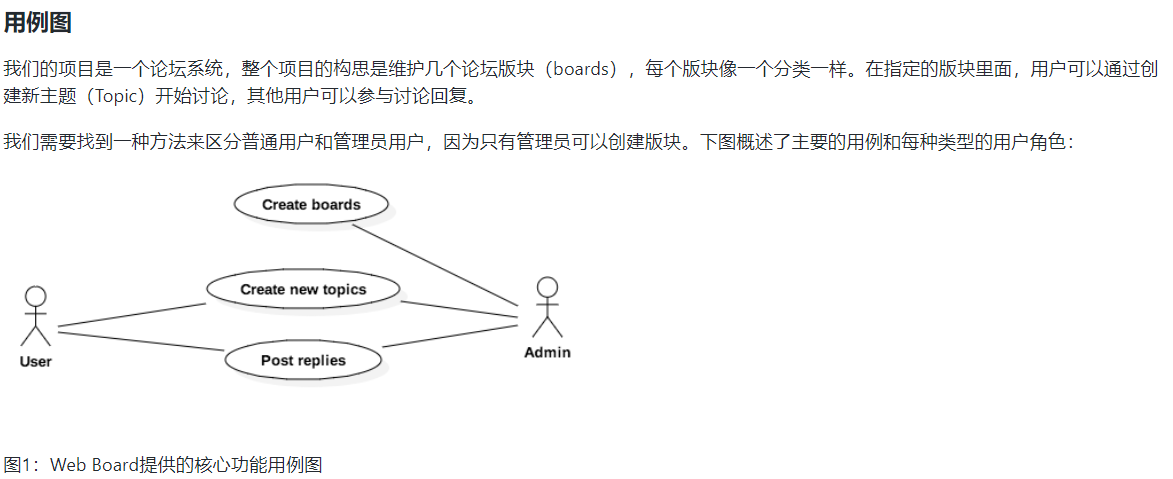 用例图
我们的项目是一个论坛系统，整个项目的构思是维护几个论坛版块（boards），每个版块像一个分类一样。在指定的版块里面，用户可以通过创
建新主题（Topic）开始讨论，其他用户可以参与讨论回复。
我们需要找到一种方法来区分普通用户和管理员用户，因为只有管理员可以创建版块。下图概述了主要的用例和每种类型的用户角色：
Create boards
Create new topics
Post replies
User
Admin
图1：Web Board提供的核心功能用例图